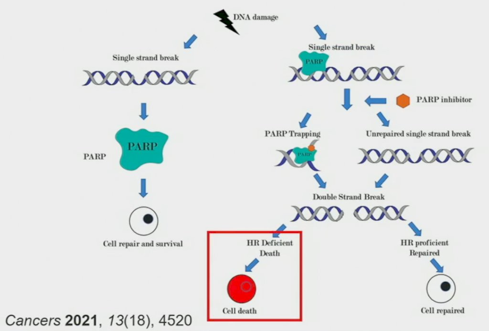 DNA damage
Single strand break
Single strand break
PARP
PARP inhibitor
PARP Trapping
Unrepaired single strand break
PARP
PARP
PARP
Double Strand Break
Cell repair and survival
HR Deficient
Death
HR proficient
Repaired
Cell death
Cell repaired
Cancers 2021, 13(18), 4520